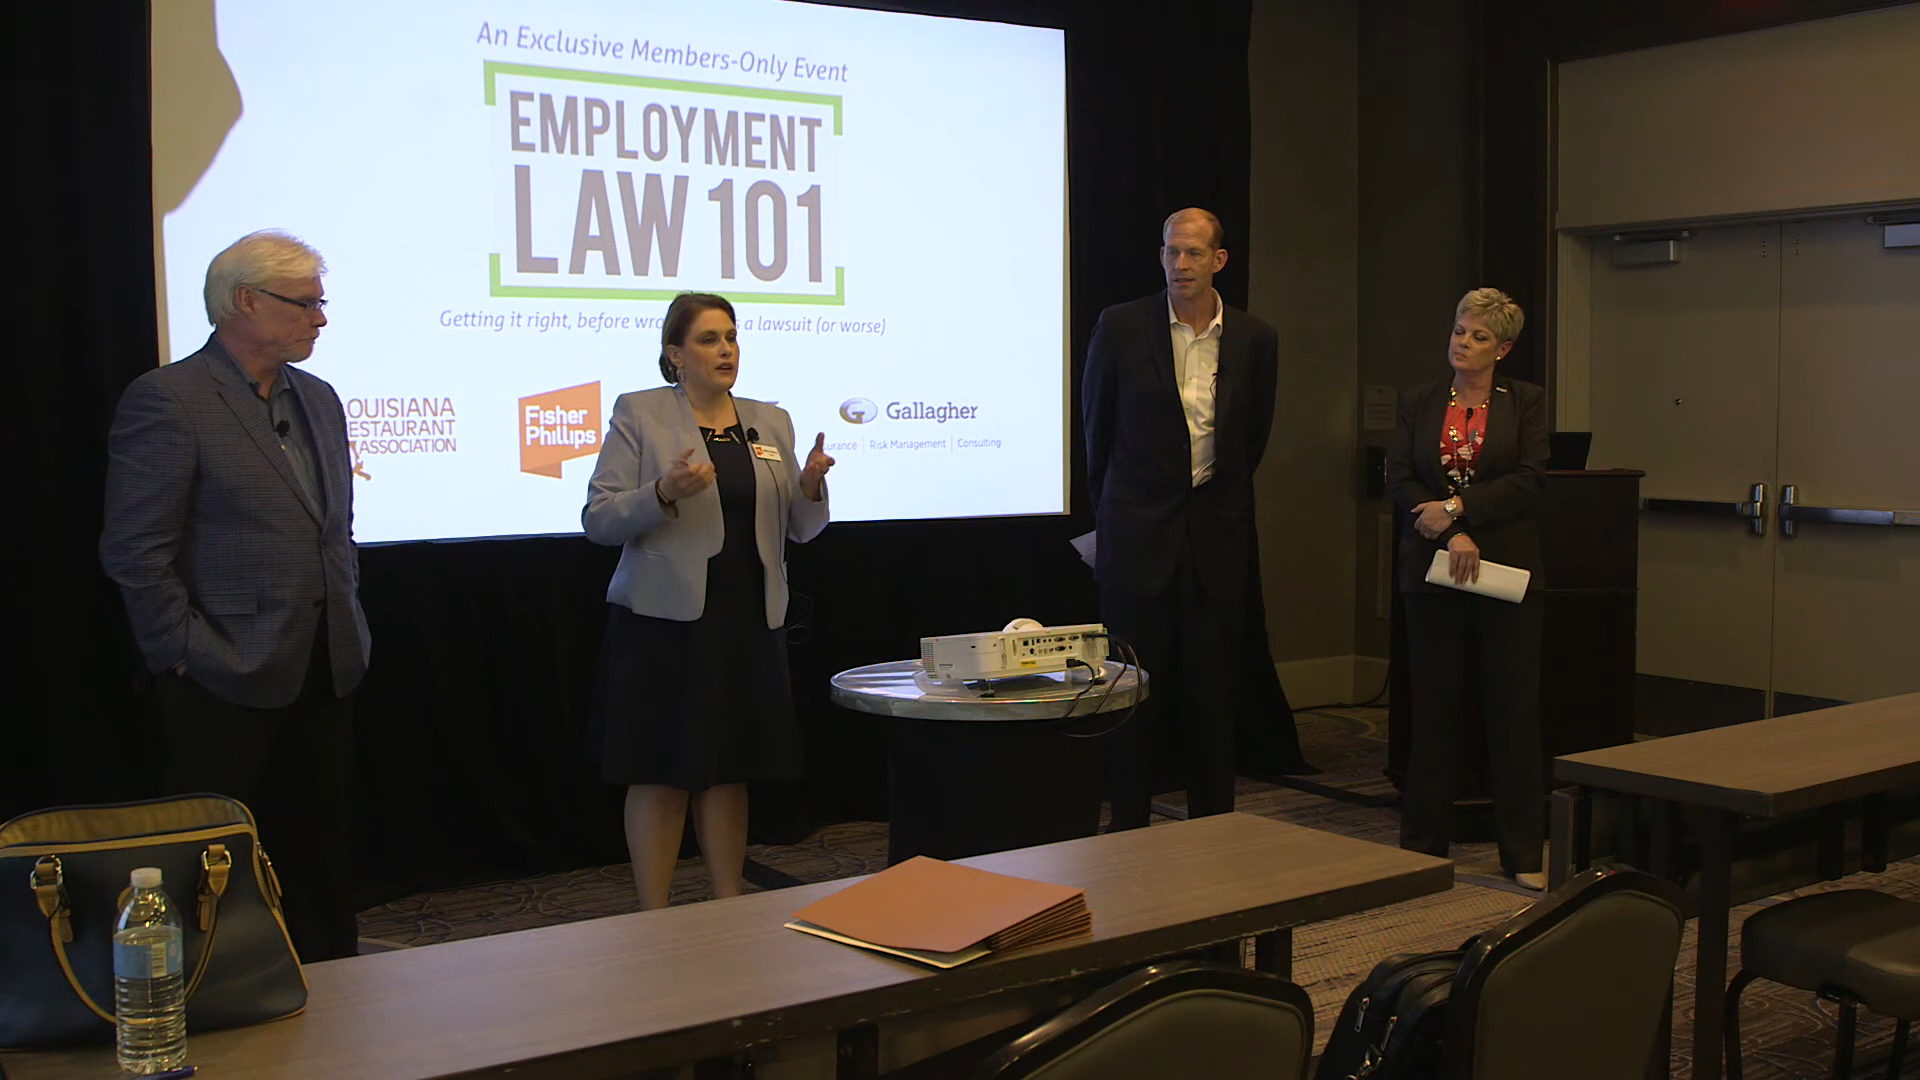 An Exclusive Members-Only Event
EMPLOYMENT
LAW 101
Getting it right, before a lawsuit (or worse)
OUISIANA
ESTAURANT
ASSOCIATION
Fisher
Phillips
G Gallagher
Risk Management | Consulting